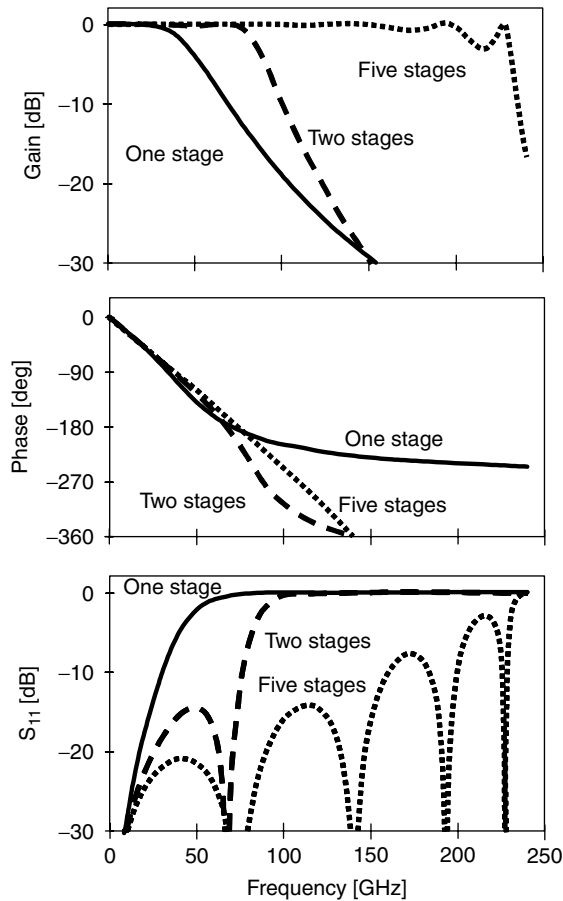 0
−10
−20
−30
Gain [dB]
Five stages
Two stages
One stage
0
−90
−180
−270
−360
Phase [deg]
One stage
Two stages
Five stages
0
−10
−20
−30
S11 [dB]
One stage
Two stages
Five stages
0 50 100 150 200 250
Frequency [GHz]